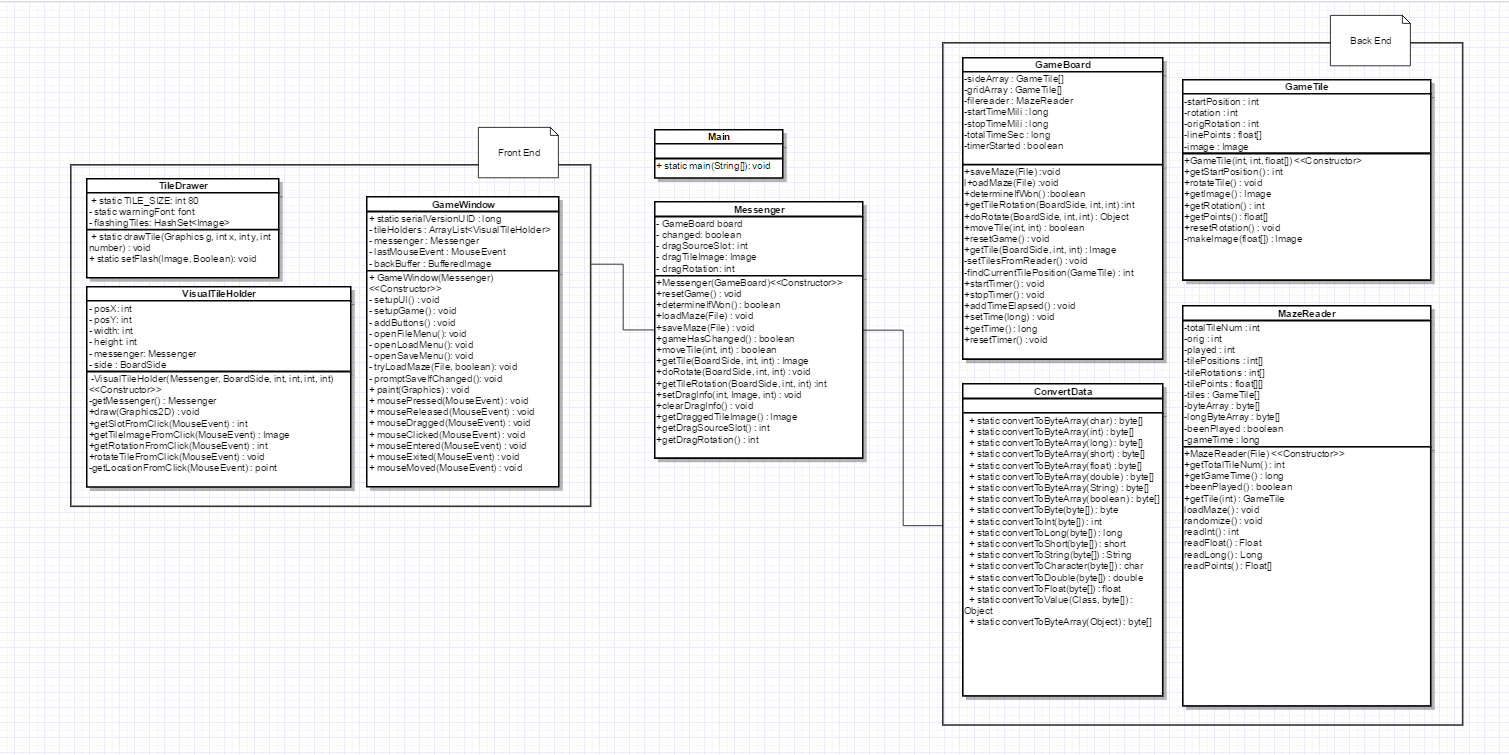 Front End
TileDrawer
+ static TILE_SIZE: int 80
- static warningFont: font
- flashingTiles: HashSet<Image>
+ static drawTile(Graphics g, int x, int y, int
number) : void
+ static setFlash(Image, Boolean): void
VisualTileHolder
- posX: int
- posY: int
- width: int
- height: int
- messenger: Messenger
- side : BoardSide
-VisualTileHolder(Messenger, BoardSide, int, int, int, int)
<<Constructor>>
-getMessenger() : Messenger
+draw(Graphics2D) : void
+getSlotFromClick(MouseEvent) : int
+getTileImageFromClick(MouseEvent) : Image
+getRotationFromClick(MouseEvent) : int
+rotateTileFromClick(MouseEvent) : void
-getLocationFromClick(MouseEvent) : point
GameWindow
+ static serialVersionUID : long
- tileHolders : ArrayList<VisualTileHolder>
- messenger : Messenger
- lastMouseEvent : MouseEvent
- backBuffer : BufferedImage
+ GameWindow(Messenger)
<<Constructor>>
- setupUI() : void
- setupGame() : void
- addButtons() : void
- openFileMenu(): void
- openLoadMenu(): void
- openSaveMenu(): void
- tryLoadMaze(File, boolean): void
- promptSaveIfChanged(): void
+ paint(Graphics) : void
+ mousePressed(MouseEvent) : void
+ mouseReleased(MouseEvent) : void
+ mouseDragged(MouseEvent) : void
+ mouseClicked(MouseEvent) : void
+ mouseEntered(MouseEvent) : void
+ mouseExited(MouseEvent) : void
+ mouseMoved(MouseEvent) : void
Main
+ static main(String[]): void
Messenger
- GameBoard board
- changed: boolean
- dragSourceSlot: int
- dragTileImage: Image
- dragRotation: int
+Messenger(GameBoard)<<Constructor>>
+resetGame() : void
+determineIfWon() : boolean
+loadMaze(File) : void
+saveMaze(File) : void
+gameHasChanged() : boolean
+moveTile(int, int) : boolean
+getTile(BoardSide, int, int) : Image
+doRotate(BoardSide, int, int) : void
+getTileRotation(BoardSide, int, int) :int
+setDragInfo(int, Image, int) : void
+clearDragInfo() : void
+getDraggedTileImage() : Image
+getDragSourceSlot() : int
+getDragRotation() : int
Back End
GameBoard
-sideArray : GameTile[]
-gridArray : GameTile[]
-filereader : MazeReader
-startTimeMili : long
-stopTimeMili : long
-totalTimeSec : long
-timerStarted : boolean
+saveMaze(File) :void
l+oadMaze(File) :void
+determineIfWon() :boolean
+getTileRotation(BoardSide, int, int) :int
+doRotate(BoardSide, int, int) : Object
+moveTile(int, int) : boolean
+resetGame() : void
+getTile(BoardSide, int, int) : Image
-setTilesFromReader() : void
-findCurrentTilePosition(GameTile) : int
+startTimer() : void
+stopTimer() : void
+addTimeElapsed() : void
+setTime(long) : void
+getTime() : long
+resetTimer() : void
GameTile
-startPosition : int
-rotation : int
-origRotation : int
-linePoints : float[]
-image : Image
+GameTile(int, int, float[]) <<Constructor>
+getStartPosition() : int
+rotateTile() : void
+getImage() : Image
+getRotation() : int
+getPoints() : float[]
+resetRotation() : void
-makeImage(float[]) : Image
ConvertData
+ static convertToByteArray(char) : byte[]
+ static convertToByteArray(int) : byte[]
+ static convertToByteArray(long) : byte[]
+ static convertToByteArray(short) : byte[]
+ static convertToByteArray(float) : byte[]
+ static convertToByteArray(double) : byte[]
+ static convertToByteArray(String) : byte[]
+ static convertToByteArray(boolean) : byte[]
+ static convertToByte(byte[]) : byte
+ static convertToInt(byte[]) : int
+ static convertToLong(byte[]) : long
+ static convertToShort(byte[]) : short
+ static convertToString(byte[]) : String
+ static convertToCharacter(byte[]) : char
+ static convertToDouble(byte[]) : double
+ static convertToFloat(byte[]) : float
+ static convertToValue(Class, byte[]) :
Object
+ static convertToByteArray(Object) : byte[]
MazeReader
-totalTileNum : int
-orig : int
-played : int
-tilePositions : int[]
-tileRotations : int[]
-tilePoints : float[][]
-tiles : GameTile[]
-byteArray : byte[]
-longByteArray : byte[]
-beenPlayed : boolean
-gameTime : long
+MazeReader(File) <<Constructor>>
+getTotalTileNum() : int
+getGameTime() : long
+beenPlayed() : boolean
+getTile(int) : GameTile
loadMaze() : void
randomize() : void
readInt() : int
readFloat() : Float
readLong() : Long
readPoints() : Float[]